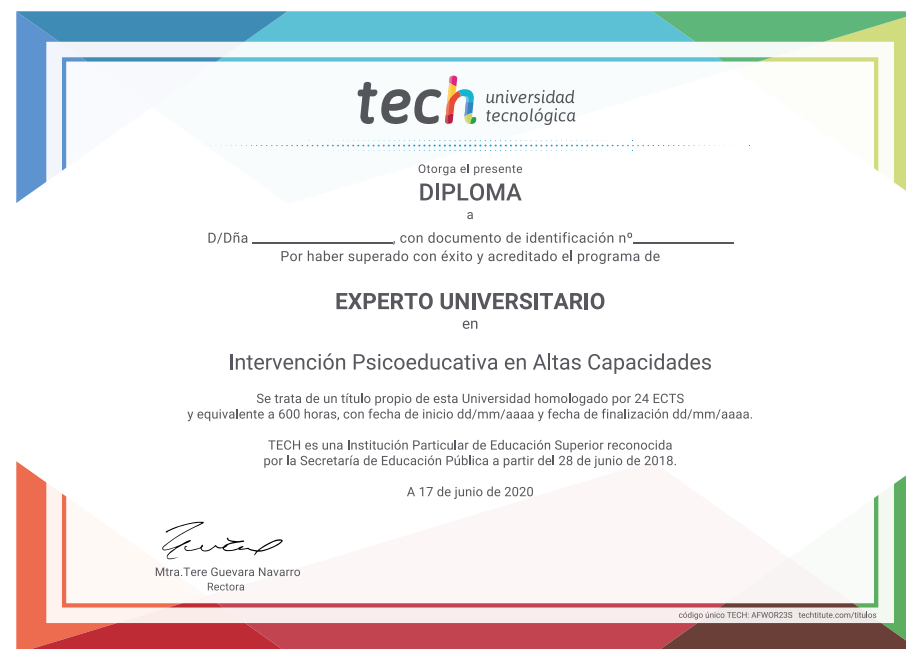 tech universidad
tecnológica
Otorga el presente
DIPLOMA
a
D/Dña ____________________, con documento de identificación nº______________
Por haber superado con éxito y acreditado el programa de
EXPERTO UNIVERSITARIO
en
Intervención Psicoeducativa en Altas Capacidades
Se trata de un título propio de esta Universidad homologado por 24 ECTS
y equivalente a 600 horas, con fecha de inicio dd/mm/aaaa y fecha de finalización dd/mm/aaaa.
TECH es una Institución Particular de Educación Superior reconocida
por la Secretaría de Educación Pública a partir del 28 de junio de 2018.
A 17 de junio de 2020
Mtra.Tere Guevara Navarro
Rectora
código único TECH: AFWOR23S techtitute.com/titulos